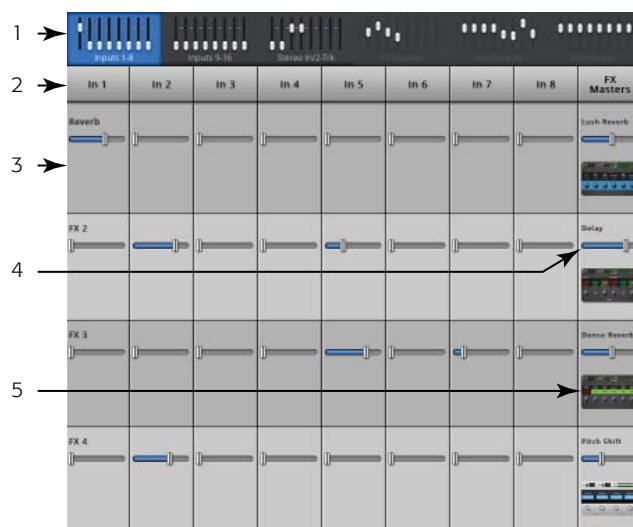 1
Inputs 1-8
Inputs 9-16
Stereo In/2-Trk
2
In 1
In 2
In 3
In 4
In 5
In 6
In 7
In 8
FX
Masters
Reverb
Lush Reverb
3
FX 2
Delay
4
FX 3
Dense Reverb
5
FX 4
Pitch Shift